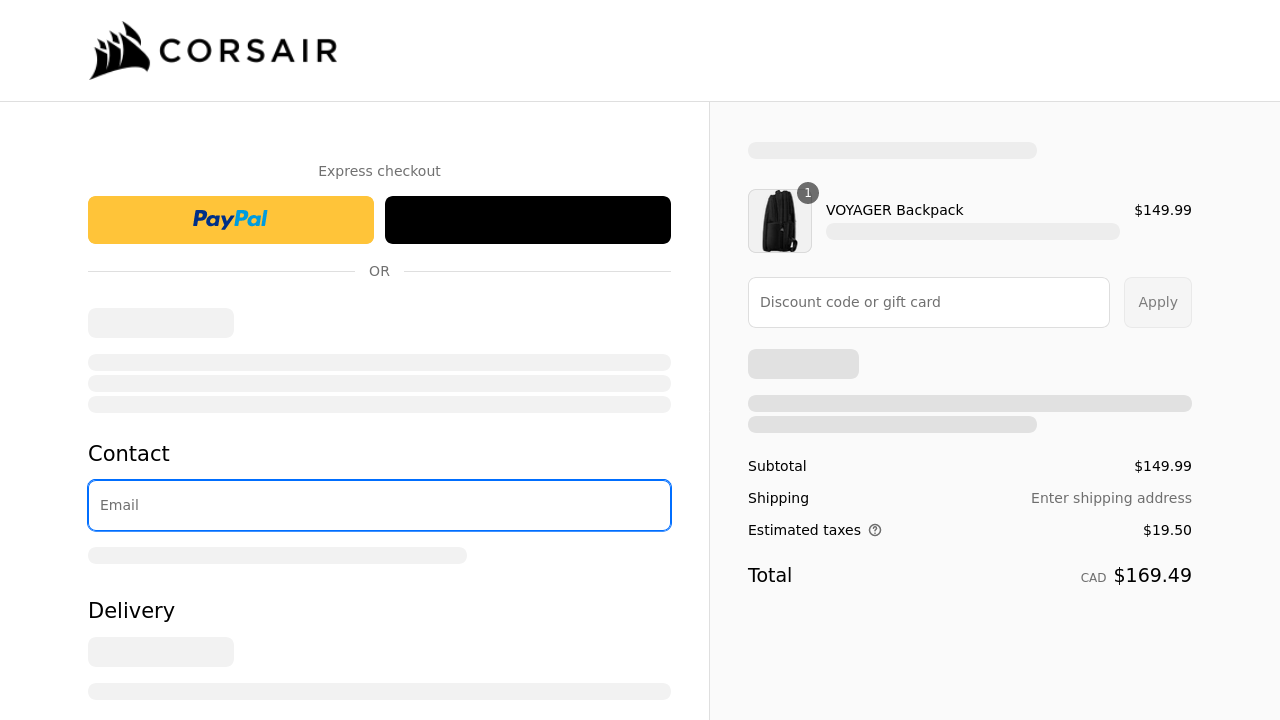 CORSAIR
Express checkout
PayPal
OR
Contact
Email
Delivery
1
VOYAGER Backpack $149.99
Discount code or gift card Apply
Subtotal $149.99
Shipping Enter shipping address
Estimated taxes $19.50
Total CAD $169.49